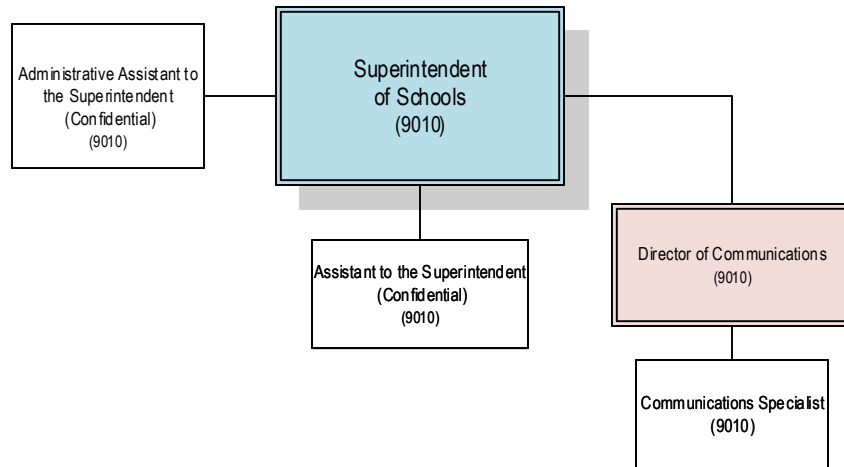 Administrative Assistant to
the Superintendent
(Confidential)
(9010)
Superintendent
of Schools
(9010)
Assistant to the Superintendent
(Confidential)
(9010)
Director of Communications
(9010)
Communications Specialist
(9010)